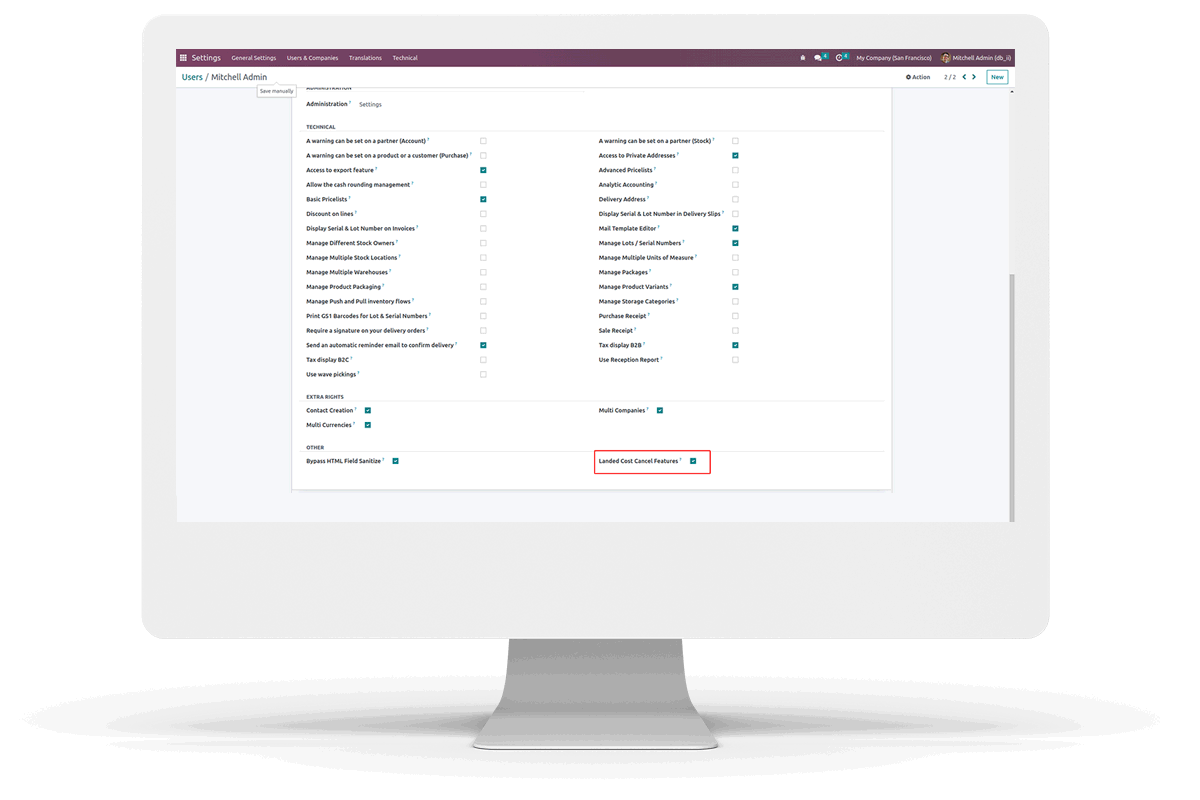 Settings General Settings Users & Companies Translations Technical My Company (San Francisco) Mitchell Admin (db_ii)
Users / Mitchell Admin Action 2 / 2 New
Save manually
ADMINISTRATION
Administration ? Settings
TECHNICAL
A warning can be set on a partner (Account) ? A warning can be set on a partner (Stock) ?
A warning can be set on a product or a customer (Purchase) ? Access to Private Addresses ?
Access to export feature ? Advanced Pricelists ?
Allow the cash rounding management ? Analytic Accounting ?
Basic Pricelists ? Delivery Address ?
Discount on lines ? Display Serial & Lot Number in Delivery Slips ?
Display Serial & Lot Number on Invoices ? Mail Template Editor ?
Manage Different Stock Owners ? Manage Lots / Serial Numbers ?
Manage Multiple Stock Locations ? Manage Multiple Units of Measure ?
Manage Multiple Warehouses ? Manage Packages ?
Manage Product Packaging ? Manage Product Variants ?
Manage Push and Pull inventory flows ? Manage Storage Categories ?
Print GS1 Barcodes for Lot & Serial Numbers ? Purchase Receipt ?
Require a signature on your delivery orders ? Sale Receipt ?
Send an automatic reminder email to confirm delivery ? Tax display B2B ?
Tax display B2C ? Use Reception Report ?
Use wave pickings ?
EXTRA RIGHTS
Contact Creation ? Multi Companies ?
Multi Currencies ?
OTHER
Bypass HTML Field Sanitize ? Landed Cost Cancel Features ?